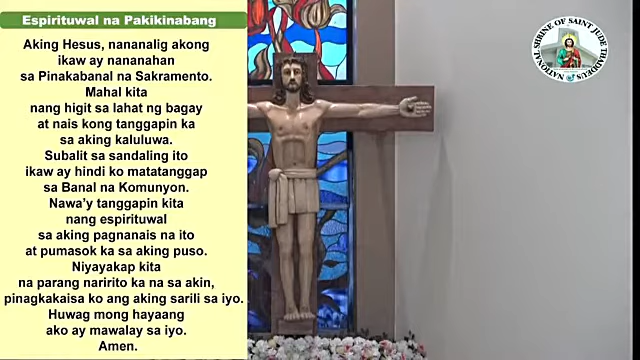 Espirituwal na Pakikinabang
Aking Hesus, nananalig akong
ikaw ay nananahan
sa Pinakabanal na Sakramento.
Mahal kita
nang higit sa lahat ng bagay
at nais kong tanggapin ka
sa aking kaluluwa.
Subalit sa sandaling ito
ikaw ay hindi ko matatanggap
sa Banal na Komunyon.
Nawa'y tanggapin kita
nang espirituwal
sa aking pagnanais na ito
at pumasok ka sa aking puso.
Niyayakap kita
na parang naririto ka na sa akin,
pinagkakaisa ko ang aking sarili sa iyo.
Huwag mong hayaang
ako ay mawalay sa iyo.
Amen.
NATIONAL SHRINE OF SAINT JUDE THADDEUS